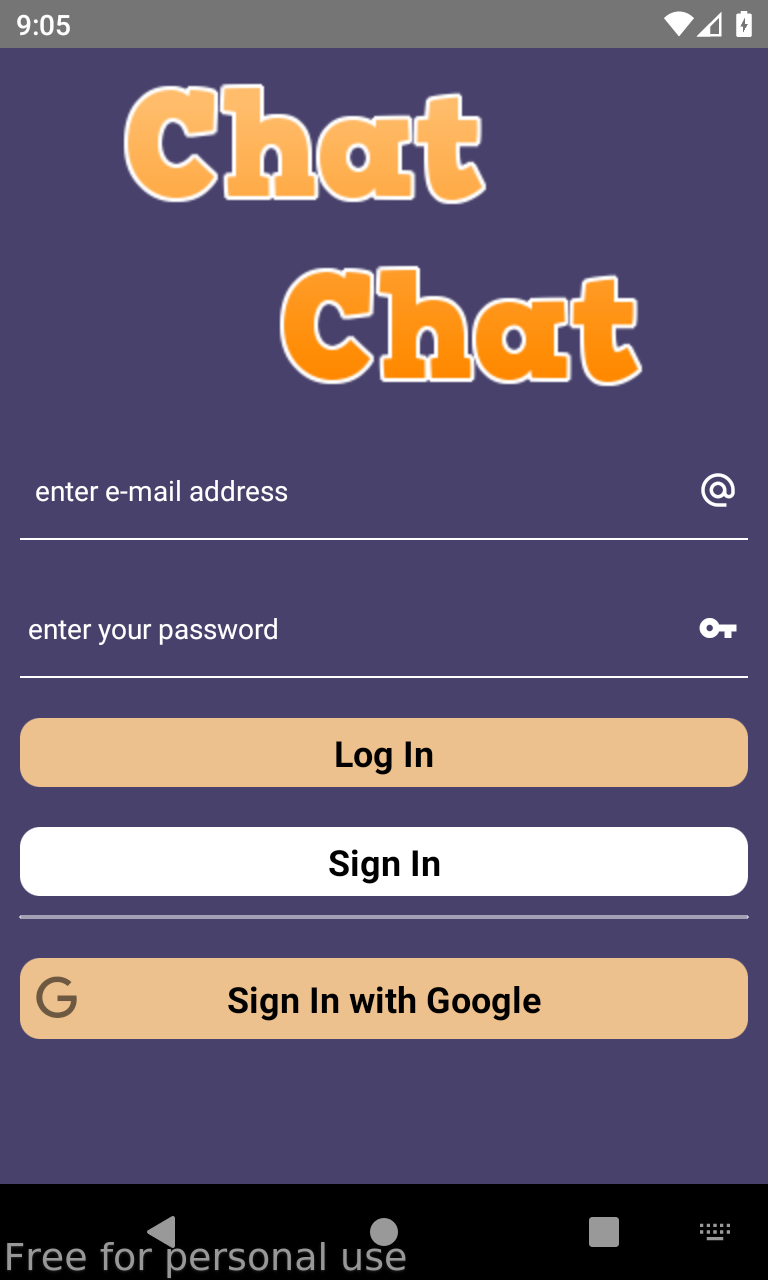 9:05
Chat
Chat
enter e-mail address
enter your password
Log In
Sign In
Sign In with Google
Free for personal use